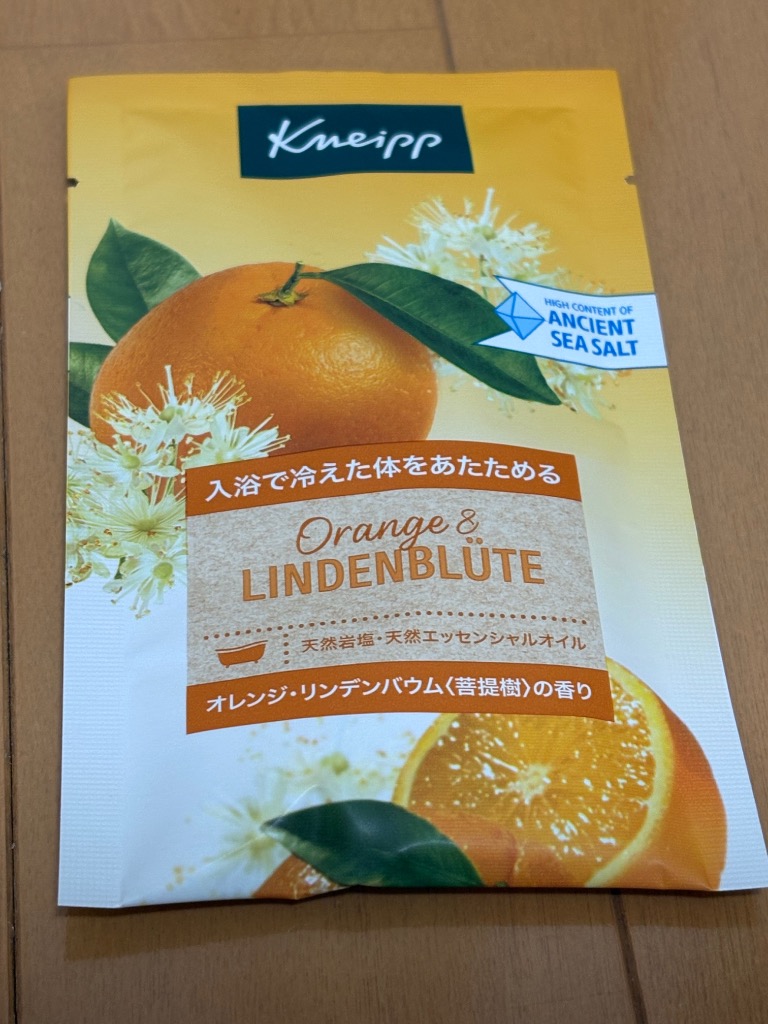 Kneipp
HIGH CONTENT OF
ANCIENT
SEA SALT
入浴で冷えた体をあたためる
Orange &
LINDENBLÜTE
天然岩塩・天然エッセンシャルオイル
オレンジ・リンデンバウム〈菩提樹〉の香り